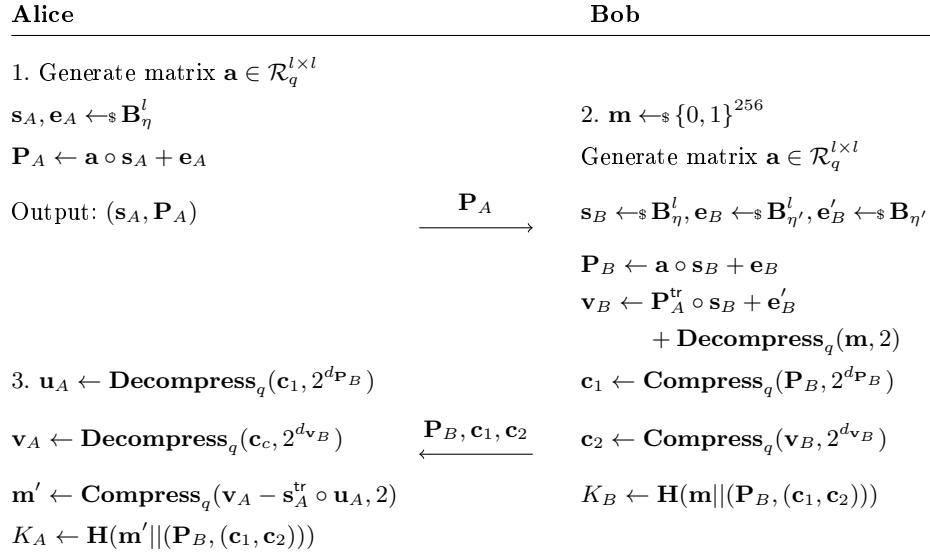 Alice Bob
1. Generate matrix a ∈ R_q^{l×l}
s_A, e_A ←$ B_η^l
2. m ←$ {0, 1}^{256}
P_A ← a ∘ s_A + e_A
Generate matrix a ∈ R_q^{l×l}
Output: (s_A, P_A)
P_A
s_B ←$ B_η^l, e_B ←$ B_{η'}^l, e'_B ←$ B_{η'}
P_B ← a ∘ s_B + e_B
v_B ← P_A^{tr} ∘ s_B + e'_B
+ Decompress_q(m, 2)
3. u_A ← Decompress_q(c_1, 2^{d_{P_B}})
c_1 ← Compress_q(P_B, 2^{d_{P_B}})
v_A ← Decompress_q(c_c, 2^{d_{v_B}})
P_B, c_1, c_2
c_2 ← Compress_q(v_B, 2^{d_{v_B}})
m' ← Compress_q(v_A − s_A^{tr} ∘ u_A, 2)
K_B ← H(m||(P_B, (c_1, c_2)))
K_A ← H(m'||(P_B, (c_1, c_2)))